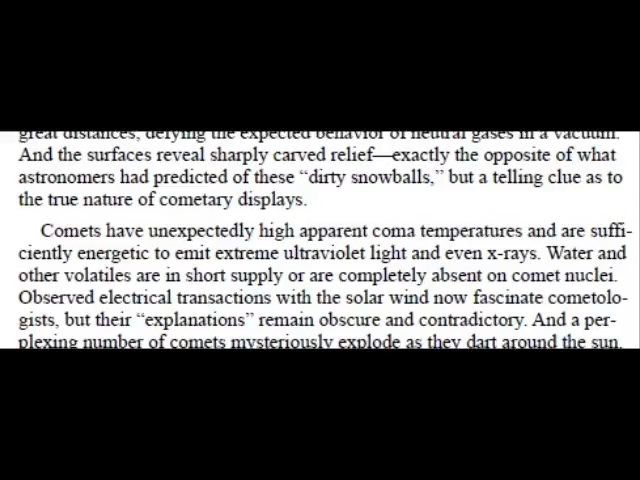 great distances, defying the expected behavior of neutral gases in a vacuum.
And the surfaces reveal sharply carved relief—exactly the opposite of what
astronomers had predicted of these “dirty snowballs,” but a telling clue as to
the true nature of cometary displays.
Comets have unexpectedly high apparent coma temperatures and are suffi-
ciently energetic to emit extreme ultraviolet light and even x-rays. Water and
other volatiles are in short supply or are completely absent on comet nuclei.
Observed electrical transactions with the solar wind now fascinate cometolo-
gists, but their “explanations” remain obscure and contradictory. And a per-
plexing number of comets mysteriously explode as they dart around the sun.